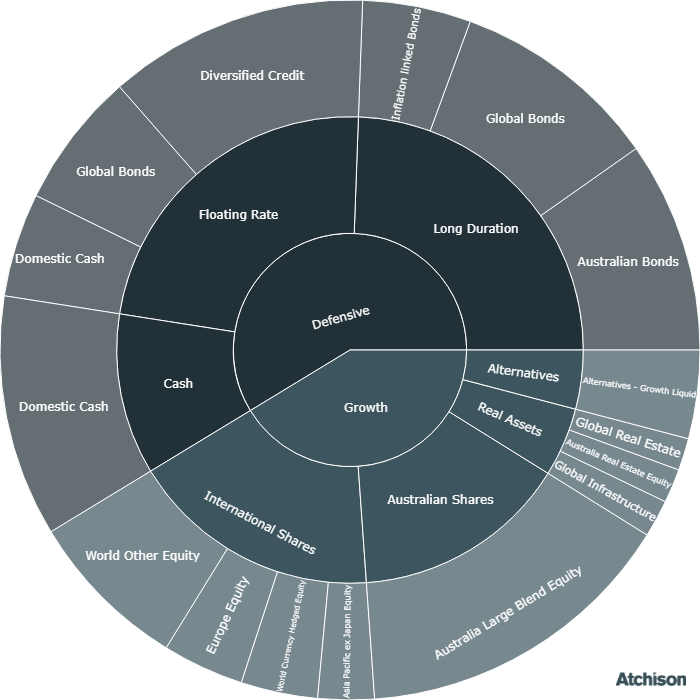 Inflation linked Bonds
Diversified Credit
Global Bonds
Global Bonds
Floating Rate
Long Duration
Domestic Cash
Australian Bonds
Defensive
Alternatives
Alternatives - Growth Liquid
Cash
Domestic Cash
Growth
Real Assets
Global Real Estate
Australia Real Estate Equity
Global Infrastructure
International Shares
Australian Shares
World Other Equity
Europe Equity
World Currency Hedged Equity
Asia Pacific ex Japan Equity
Australia Large Blend Equity
Atchison